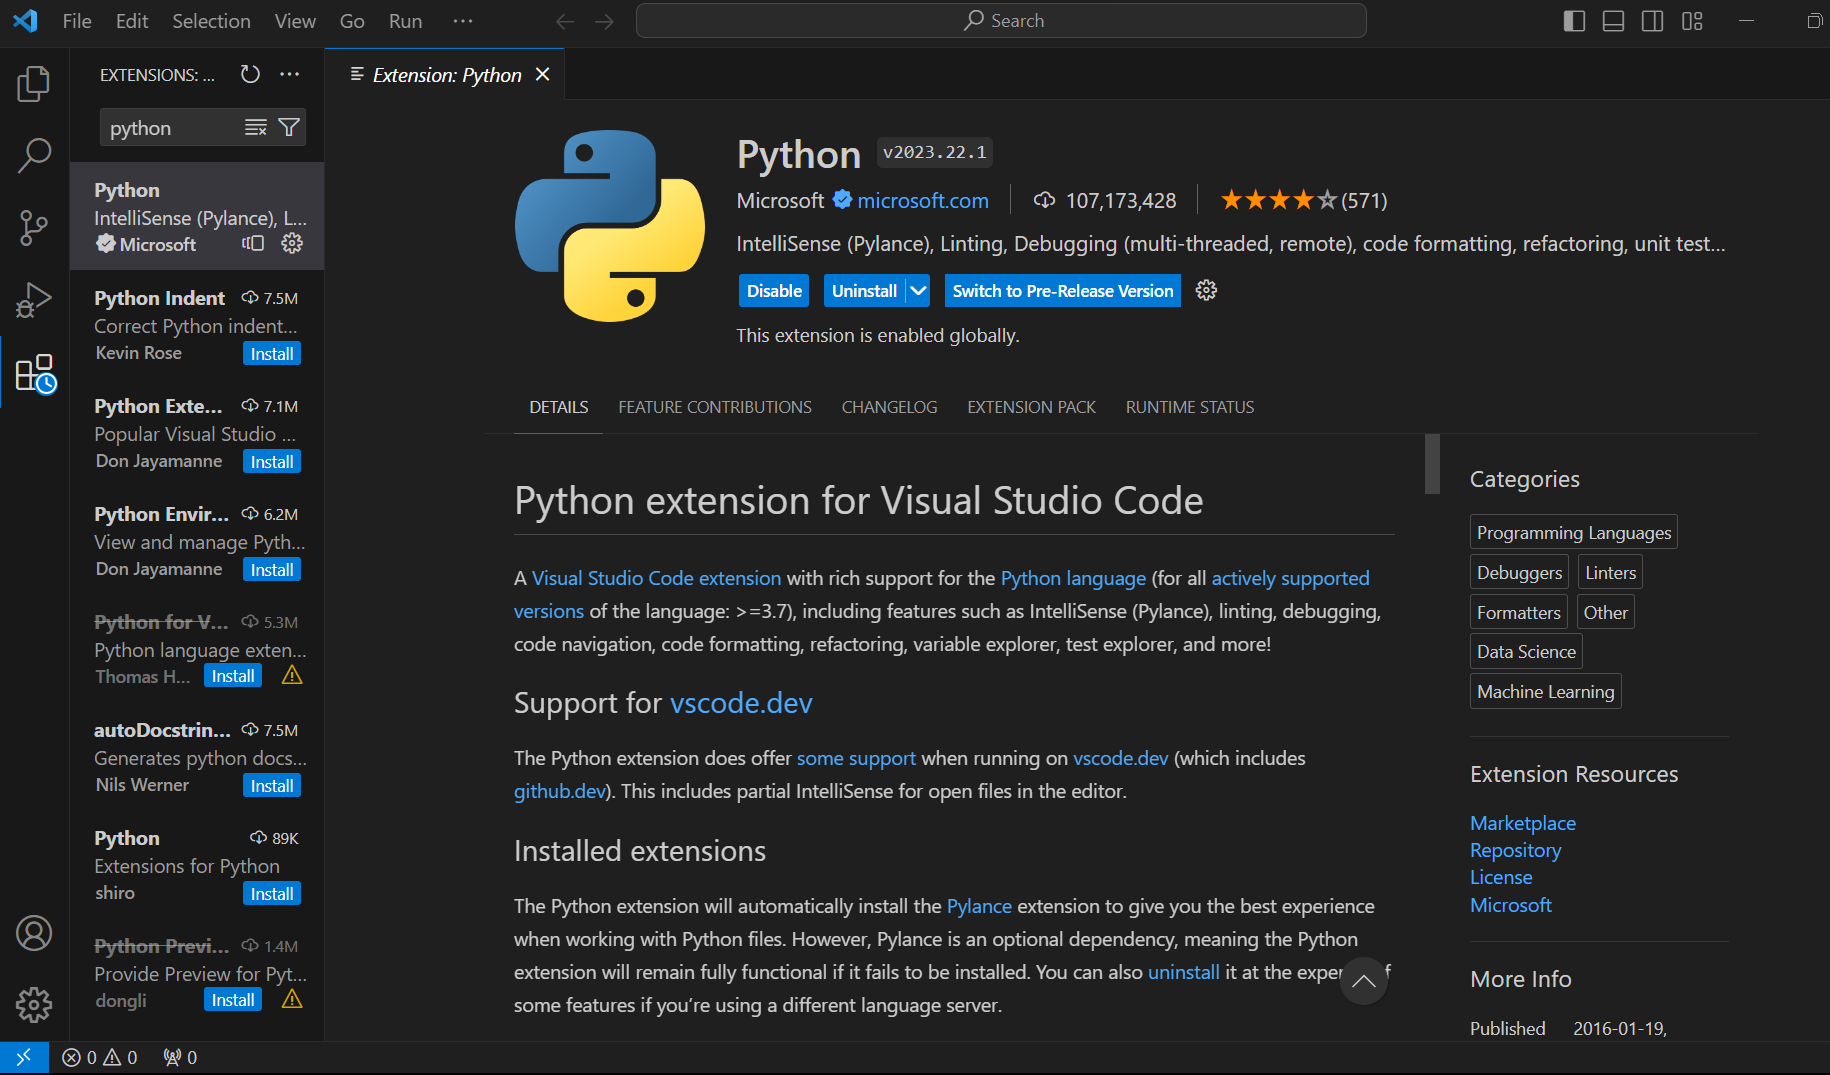 File Edit Selection View Go Run ···
Search
EXTENSIONS: ...
python
Python
IntelliSense (Pylance), L...
Microsoft
Python Indent 7.5M
Correct Python indent...
Kevin Rose Install
Python Exte... 7.1M
Popular Visual Studio ...
Don Jayamanne Install
Python Envir... 6.2M
View and manage Pyth...
Don Jayamanne Install
Python for V... 5.3M
Python language exten...
Thomas H... Install
autoDocstrin... 7.5M
Generates python docs...
Nils Werner Install
Python 89K
Extensions for Python
shiro Install
Python Previ... 1.4M
Provide Preview for Pyt...
dongli Install
Extension: Python
Python v2023.22.1
Microsoft microsoft.com 107,173,428 (571)
IntelliSense (Pylance), Linting, Debugging (multi-threaded, remote), code formatting, refactoring, unit test...
Disable Uninstall Switch to Pre-Release Version
This extension is enabled globally.
DETAILS FEATURE CONTRIBUTIONS CHANGELOG EXTENSION PACK RUNTIME STATUS
Python extension for Visual Studio Code
A Visual Studio Code extension with rich support for the Python language (for all actively supported
versions of the language: >=3.7), including features such as IntelliSense (Pylance), linting, debugging,
code navigation, code formatting, refactoring, variable explorer, test explorer, and more!
Support for vscode.dev
The Python extension does offer some support when running on vscode.dev (which includes
github.dev). This includes partial IntelliSense for open files in the editor.
Installed extensions
The Python extension will automatically install the Pylance extension to give you the best experience
when working with Python files. However, Pylance is an optional dependency, meaning the Python
extension will remain fully functional if it fails to be installed. You can also uninstall it at the
some features if you’re using a different language server.
Categories
Programming Languages
Debuggers Linters
Formatters Other
Data Science
Machine Learning
Extension Resources
Marketplace
Repository
License
Microsoft
More Info
Published 2016-01-19,
0 0 0